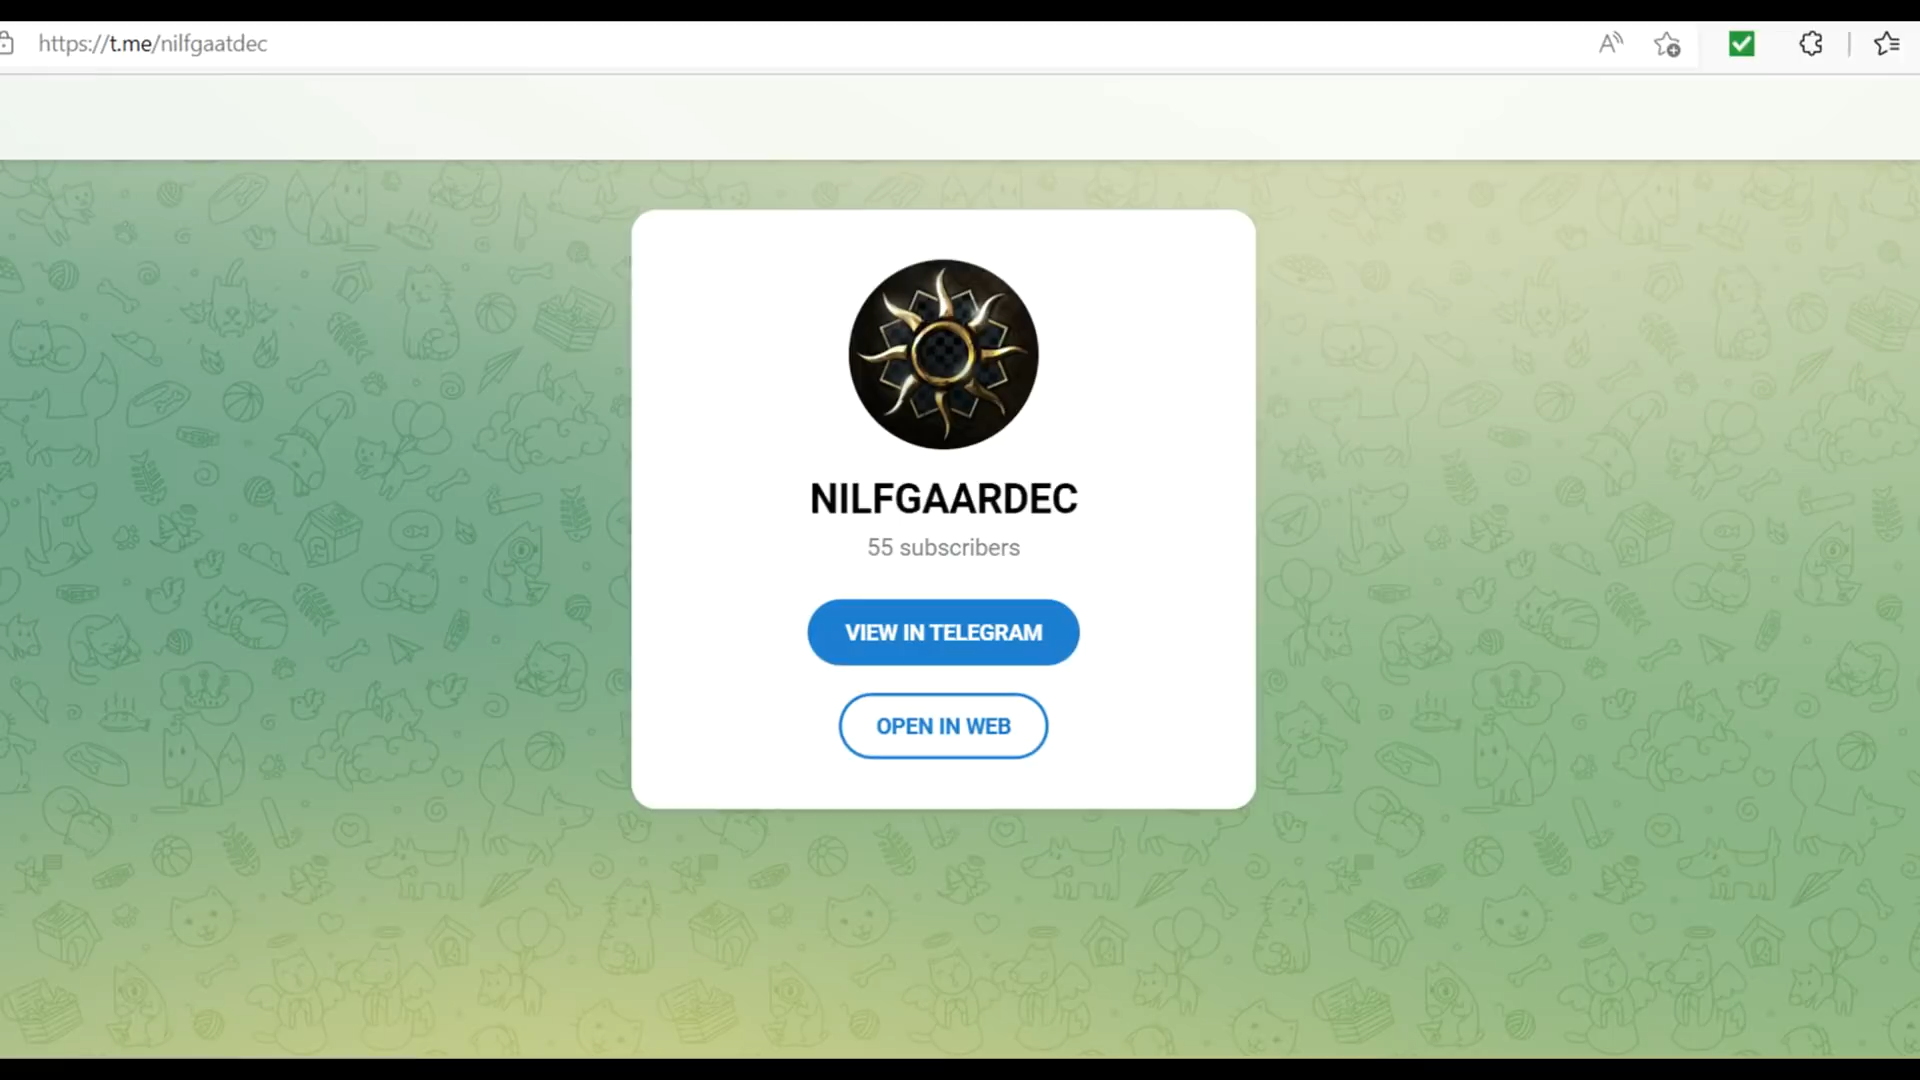 https://t.me/nilfgaatdec
NILFGAARDEC
55 subscribers
VIEW IN TELEGRAM
OPEN IN WEB